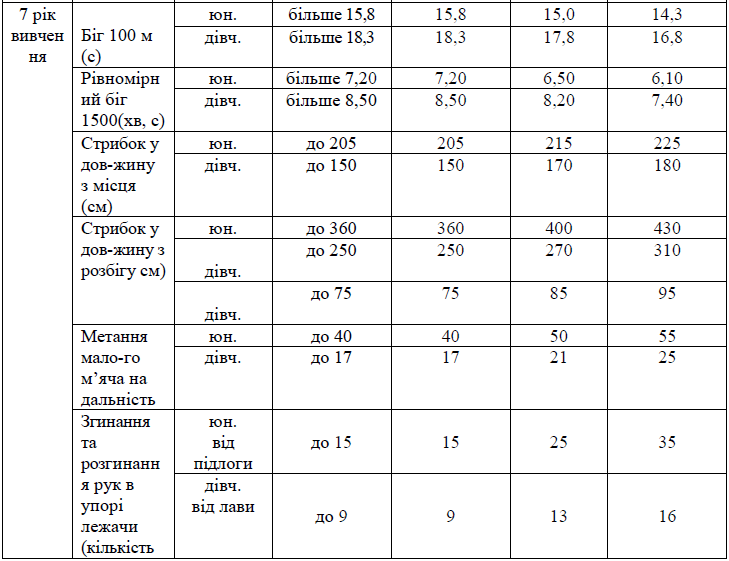 7 рік
вивчен
ня
Біг 100 м
(с)
юн. більше 15,8 15,8 15,0 14,3
дівч. більше 18,3 18,3 17,8 16,8
Рівномірн
ий біг
1500(хв, с)
юн. більше 7,20 7,20 6,50 6,10
дівч. більше 8,50 8,50 8,20 7,40
Стрибок у
дов-жину
з місця
(см)
юн. до 205 205 215 225
дівч. до 150 150 170 180
Стрибок у
дов-жину з
розбігу см)
юн. до 360 360 400 430
дівч. до 250 250 270 310
дівч. до 75 75 85 95
Метання
мало-го
м’яча на
дальність
юн. до 40 40 50 55
дівч. до 17 17 21 25
Згинання
та
розгинанн
я рук в
упорі
лежачи
(кількість
юн.
від
підлоги
до 15 15 25 35
дівч.
від лави
до 9 9 13 16